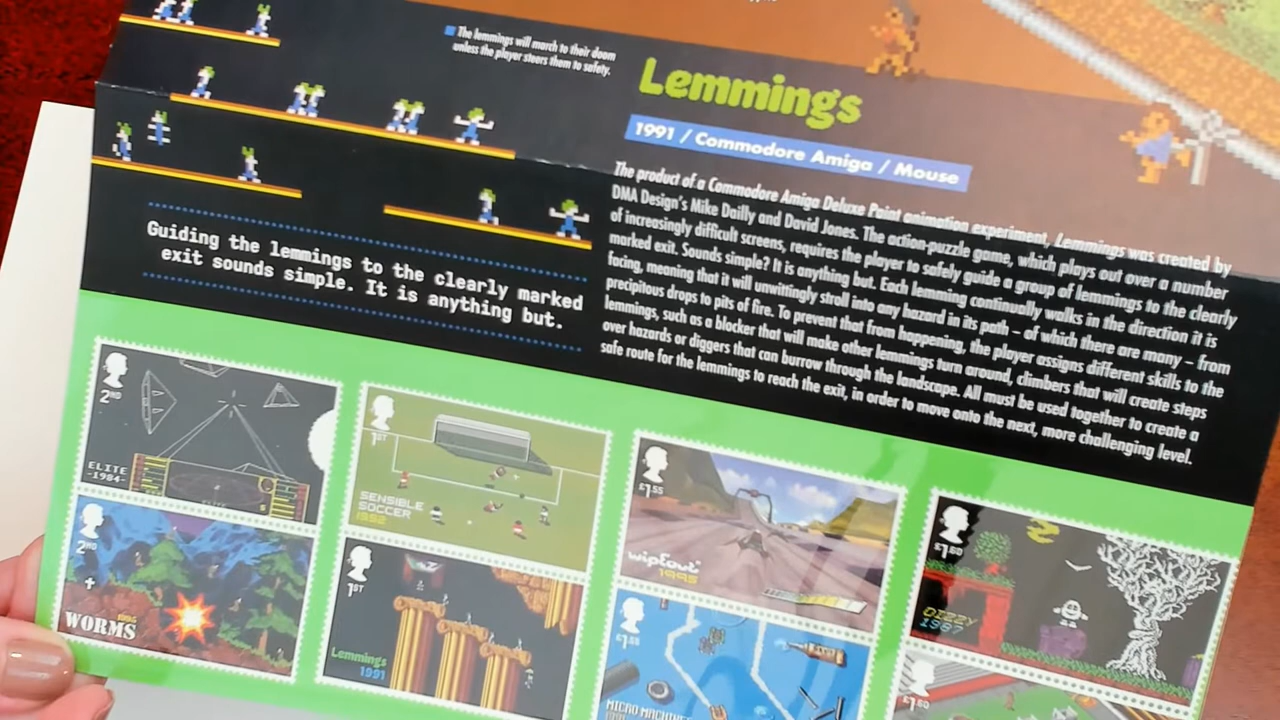 The lemmings will march to their doom
unless the player steers them to safety.
Lemmings
1991 / Commodore Amiga / Mouse
The product of a Commodore Amiga Deluxe Paint animation experiment, Lemmings was created by
DMA Design's Mike Dailly and David Jones. The action-puzzle game, which plays out over a number
of increasingly difficult screens, requires the player to safely guide a group of lemmings to the clearly
marked exit. Sounds simple? It is anything but. Each lemming continually walks in the direction it is
facing, meaning that it will unwittingly stroll into any hazard in its path – of which there are many – from
precipitous drops to pits of fire. To prevent that from happening, the player assigns different skills to the
lemmings, such as a blocker that will make other lemmings turn around, climbers that will create steps
over hazards or diggers that can burrow through the landscape. All must be used together to create a
safe route for the lemmings to reach the exit, in order to move onto the next, more challenging level.
Guiding the lemmings to the clearly marked
exit sounds simple. It is anything but.
2ND
ELITE
-1984-
1ST
SENSIBLE
SOCCER
1992
£1.55
wipEout
1995
£1.60
DIZZY
1987
2ND
1995
WORMS
1ST
Lemmings
1991
£1.55
MICRO MACHINES
1991
£1.60